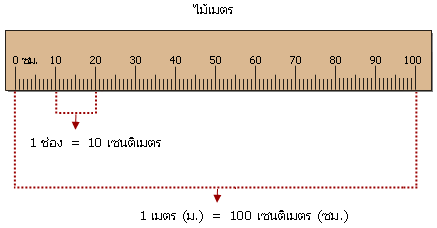 ไม้เมตร
0 ซม. 10 20 30 40 50 60 70 80 90 100
1 ช่อง = 10 เซนติเมตร
1 เมตร (ม.) = 100 เซนติเมตร (ซม.)